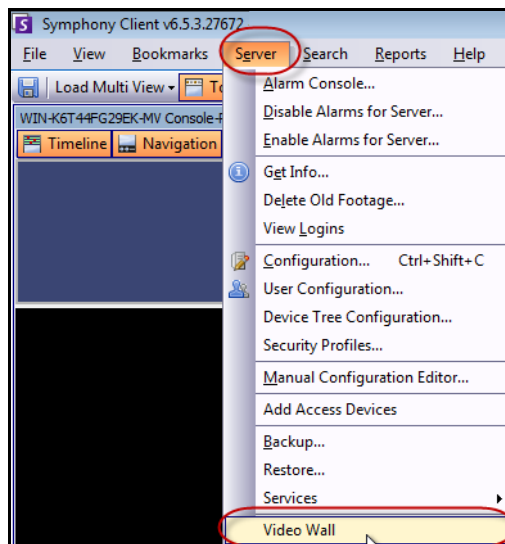 Symphony Client v6.5.3.27672
File View Bookmarks Server Search Reports Help
Load Multi View
WIN-K6T44FG29EK-MV Console-
Timeline Navigation
Alarm Console...
Disable Alarms for Server...
Enable Alarms for Server...
Get Info...
Delete Old Footage...
View Logins
Configuration... Ctrl+Shift+C
User Configuration...
Device Tree Configuration...
Security Profiles...
Manual Configuration Editor...
Add Access Devices
Backup...
Restore...
Services
Video Wall